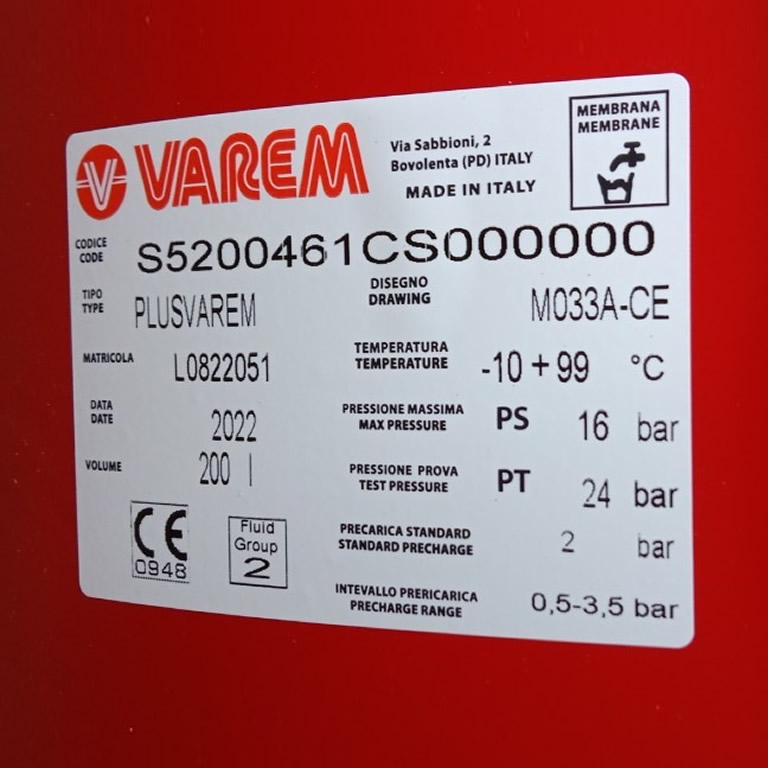 VAREM
Via Sabbioni, 2
Bovolenta (PD) ITALY
MADE IN ITALY
MEMBRANA
MEMBRANE
CODICE
CODE
S5200461CS000000
TIPO
TYPE
PLUSVAREM
DISEGNO
DRAWING
M033A-CE
MATRICOLA
L0822051
TEMPERATURA
TEMPERATURE
-10 + 99 °C
DATA
DATE
2022
PRESSIONE MASSIMA
MAX PRESSURE
PS 16 bar
VOLUME
200 l
PRESSIONE PROVA
TEST PRESSURE
PT 24 bar
CE
0948
Fluid
Group
2
PRECARICA STANDARD
STANDARD PRECHARGE
2 bar
INTEVALLO PRERICARICA
PRECHARGE RANGE
0,5-3,5 bar